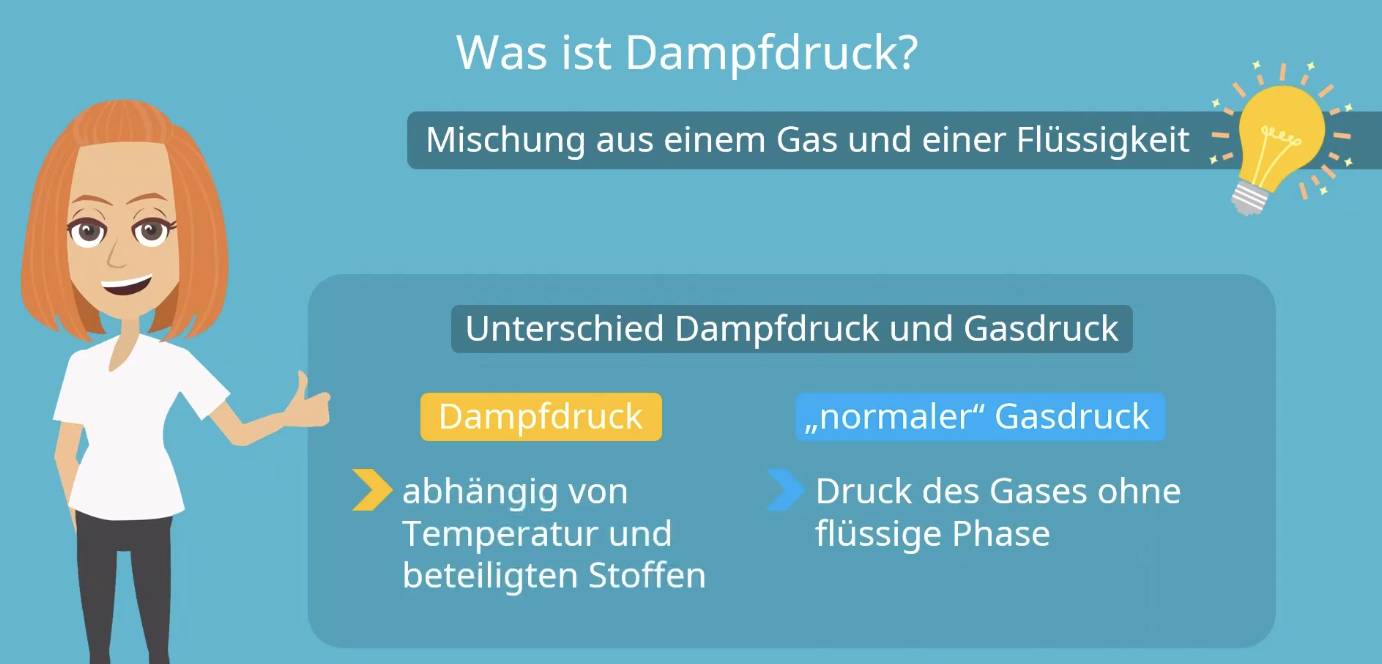 Was ist Dampfdruck?
Mischung aus einem Gas und einer Flüssigkeit
Unterschied Dampfdruck und Gasdruck
Dampfdruck
abhängig von
Temperatur und
beteiligten Stoffen
„normaler“ Gasdruck
Druck des Gases ohne
flüssige Phase